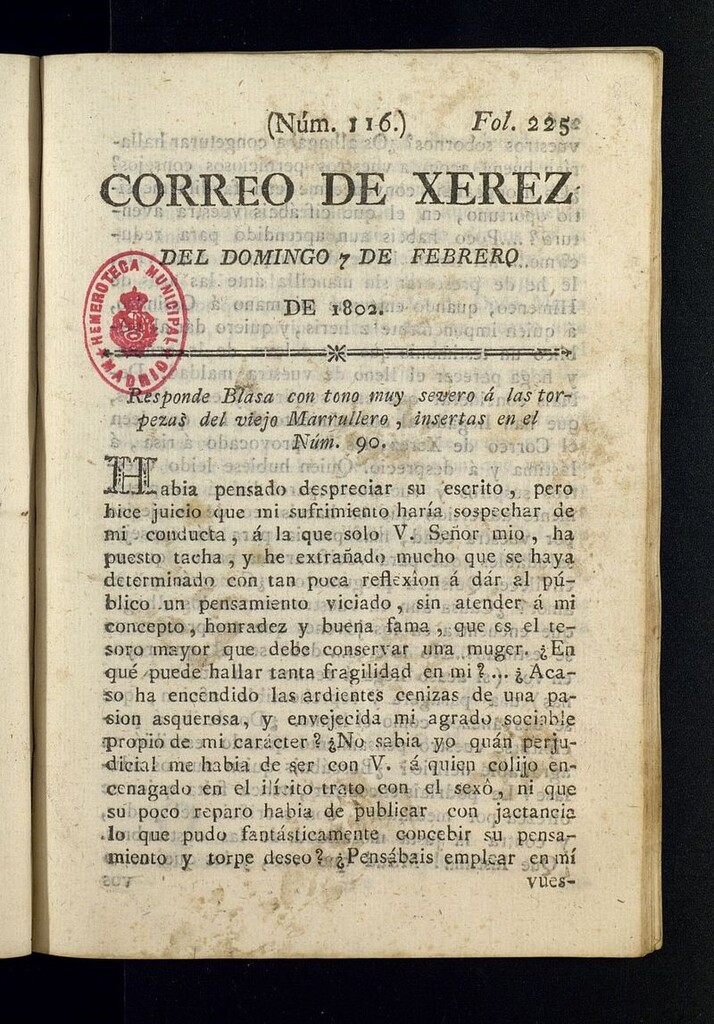 (Núm. 116.) Fol. 225
CORREO DE XEREZ
DEL DOMINGO 7 DE FEBRERO
DE 1802.
HEMEROTECA MUNICIPAL
MADRID
Responde Blasa con tono muy severo á las tor-
pezas del viejo Marrullero, insertas en el
Núm. 90.
Habia pensado despreciar su escrito, pero
hice juicio que mi sufrimiento haría sospechar de
mi conducta, á la que solo V. Señor mio, ha
puesto tacha, y he extrañado mucho que se haya
determinado con tan poca reflexion á dár al pú-
blico un pensamiento viciado, sin atender á mi
concepto, honradez y buena fama, que es el te-
soro mayor que debe conservar una muger. ¿En
qué puede hallar tanta fragilidad en mi?... ¿Aca-
so ha encendido las ardientes cenizas de una pa-
sion asquerosa, y envejecida mi agrado sociable
propio de mi carácter? ¿No sabia yo quán perju-
dicial me habia de ser con V. á quien colijo en-
cenagado en el ilícito trato con el sexô, ni que
su poco reparo habia de publicar con jactancia
lo que pudo fantásticamente concebir su pensa-
miento y torpe deseo? ¿Pensábais emplear en mí
vues-